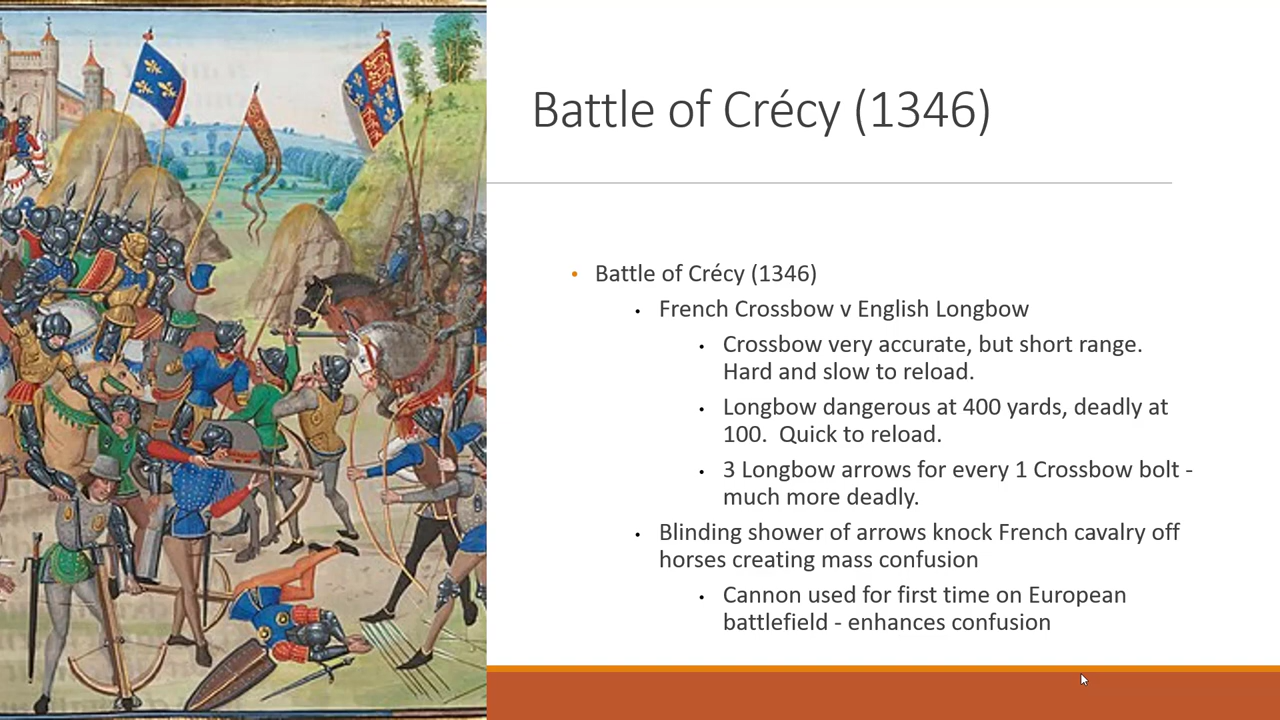 Battle of Crécy (1346)
Battle of Crécy (1346)
French Crossbow v English Longbow
Crossbow very accurate, but short range.
Hard and slow to reload.
Longbow dangerous at 400 yards, deadly at
100.  Quick to reload.
3 Longbow arrows for every 1 Crossbow bolt -
much more deadly.
Blinding shower of arrows knock French cavalry off
horses creating mass confusion
Cannon used for first time on European
battlefield - enhances confusion